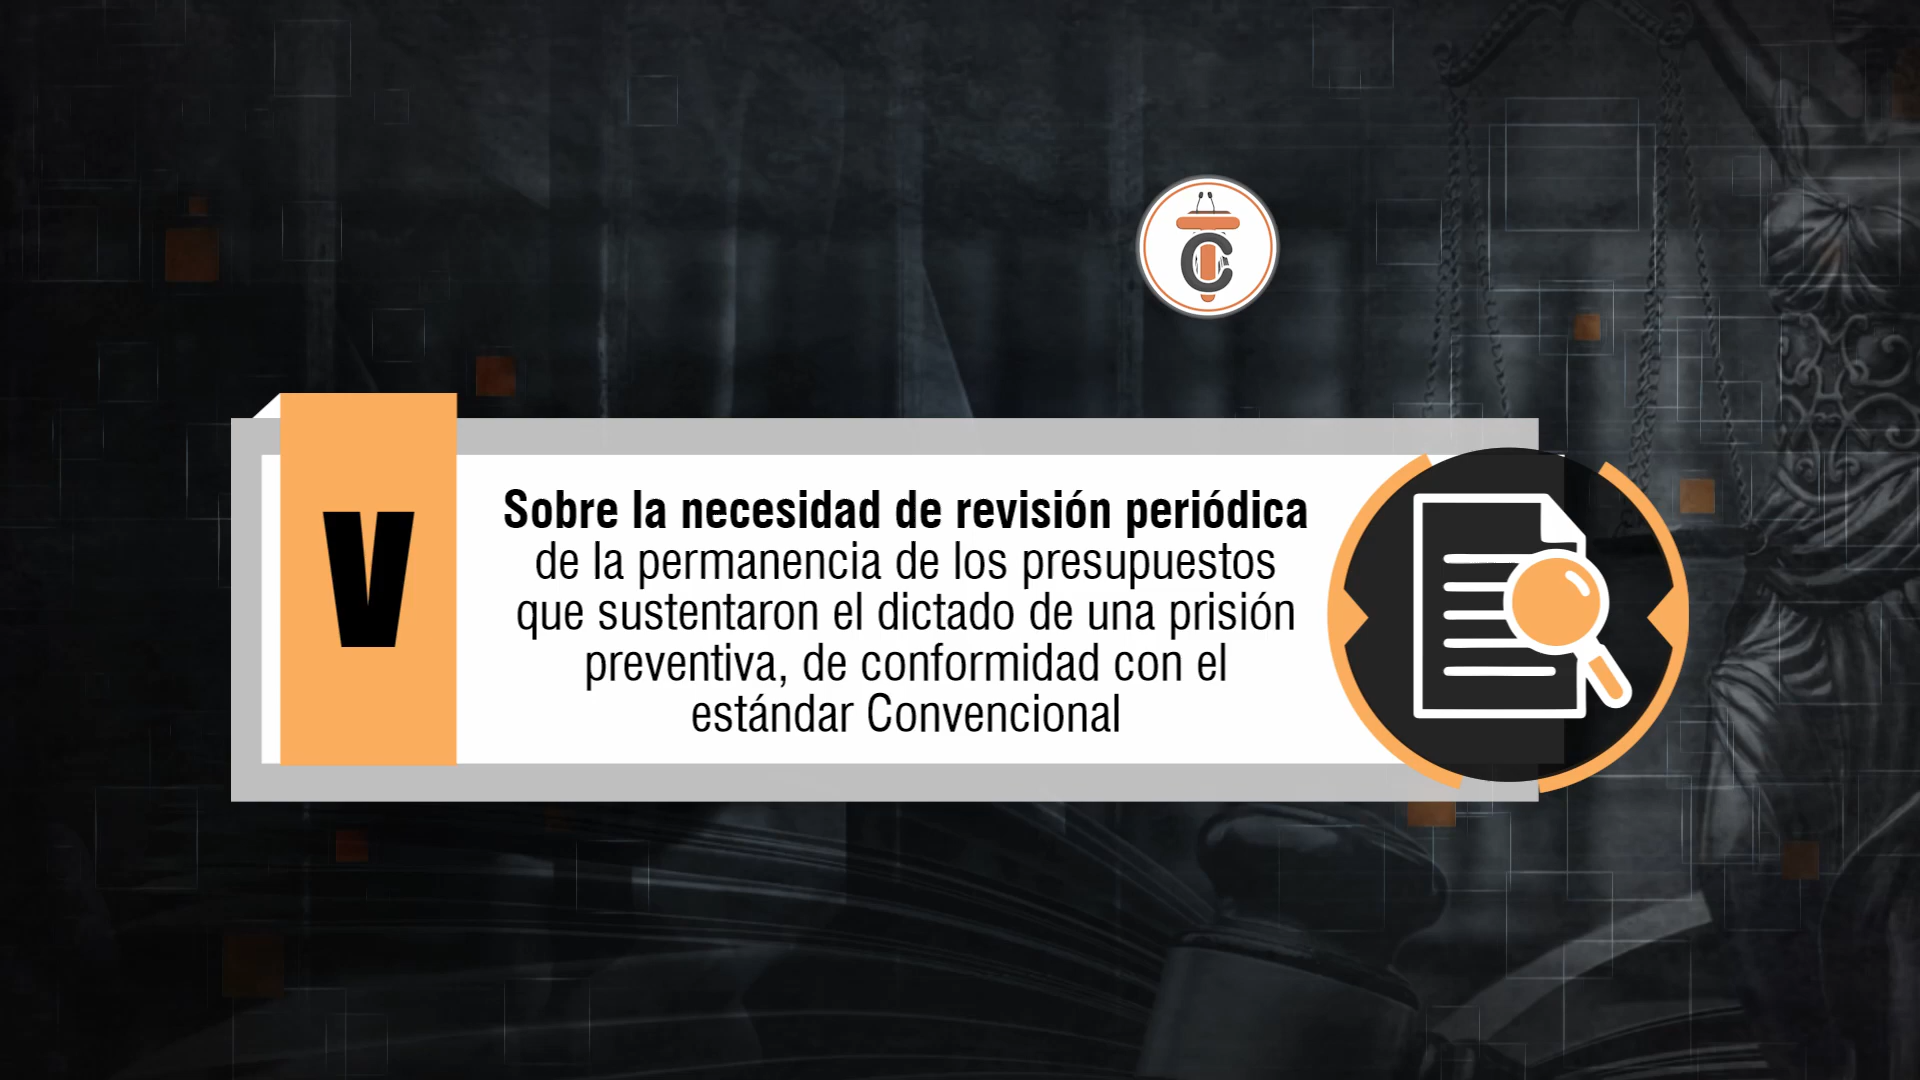 TC
V
Sobre la necesidad de revisión periódica
de la permanencia de los presupuestos
que sustentaron el dictado de una prisión
preventiva, de conformidad con el
estándar Convencional